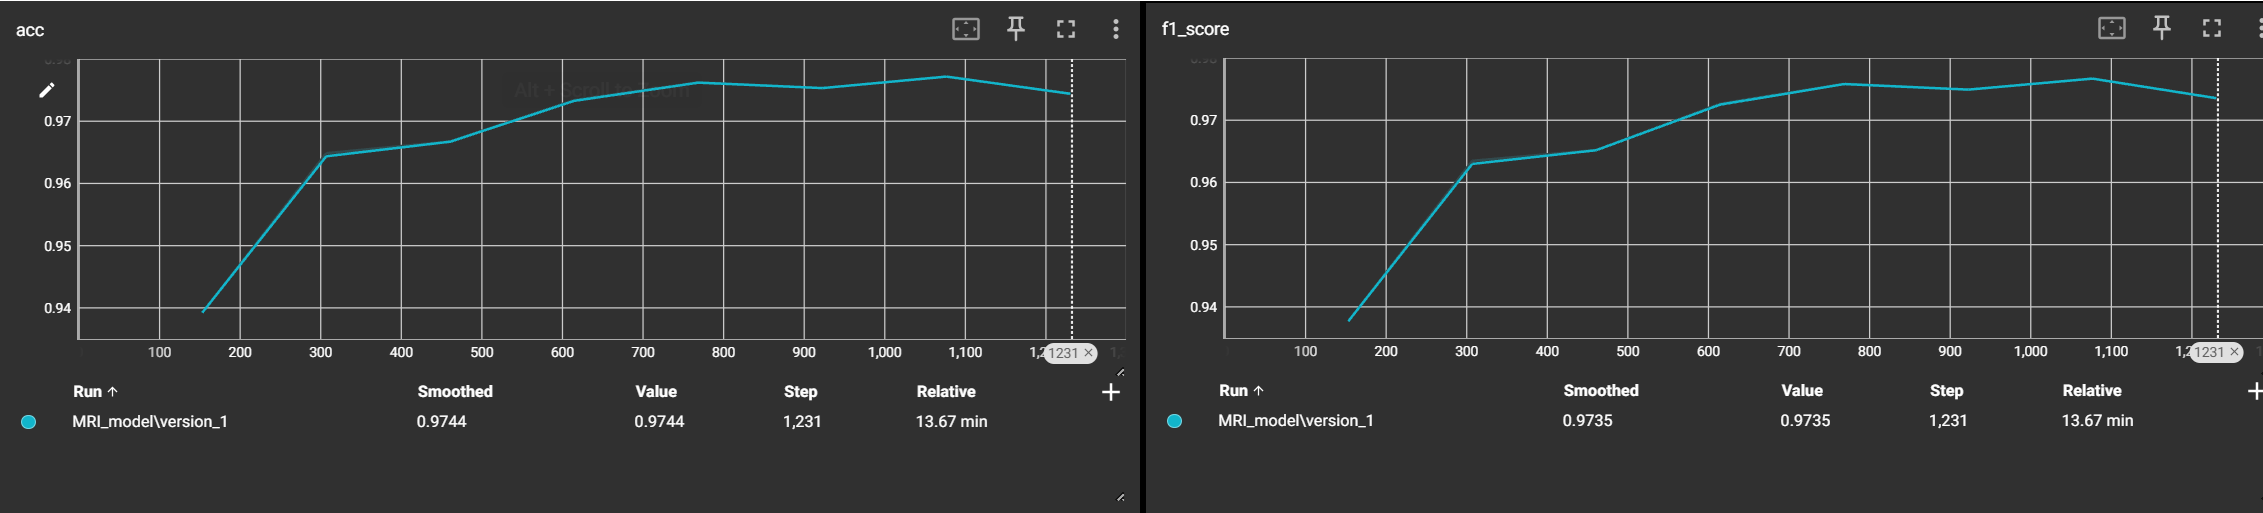 acc
0.98
Alt + Scroll to Zoom
0.97
0.96
0.95
0.94
100 200 300 400 500 600 700 800 900 1,000 1,100 1,2 1231 ×
Run ↑ Smoothed Value Step Relative
MRI_model\version_1 0.9744 0.9744 1,231 13.67 min
f1_score
0.98
0.97
0.96
0.95
0.94
100 200 300 400 500 600 700 800 900 1,000 1,100 1,2 1231 ×
Run ↑ Smoothed Value Step Relative
MRI_model\version_1 0.9735 0.9735 1,231 13.67 min